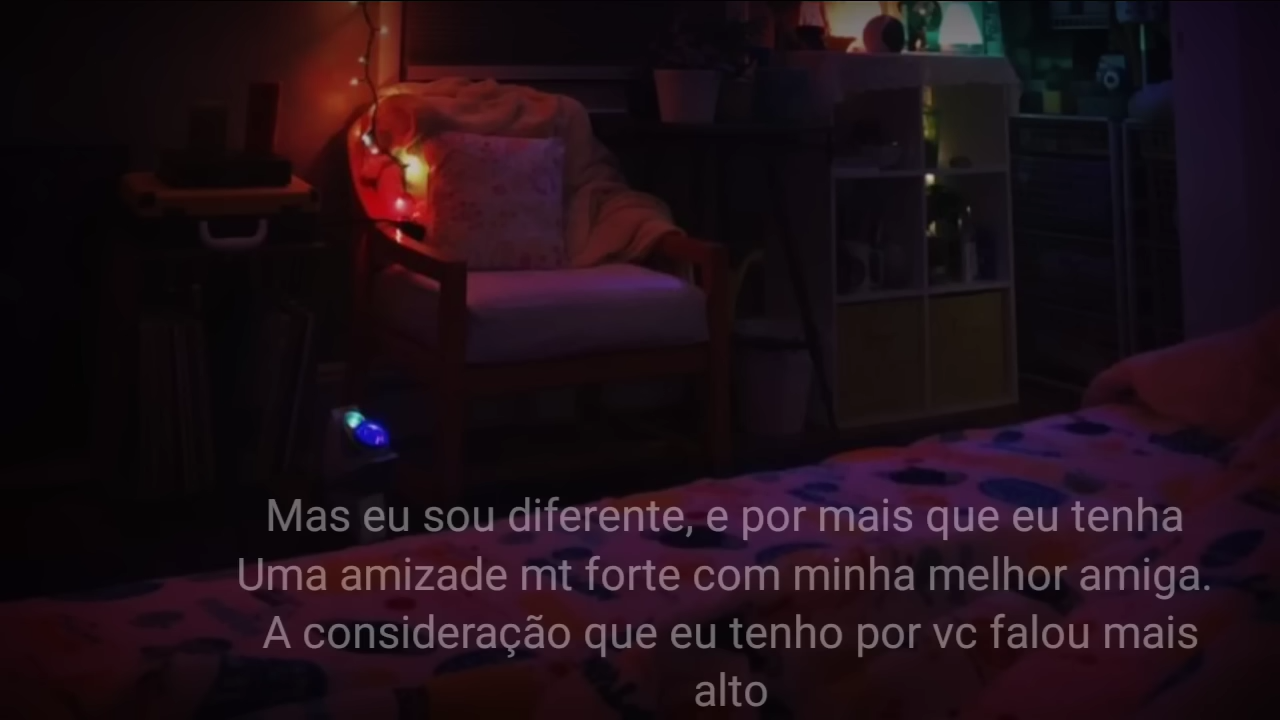 Mas eu sou diferente, e por mais que eu tenha
Uma amizade mt forte com minha melhor amiga.
A consideração que eu tenho por vc falou mais
alto